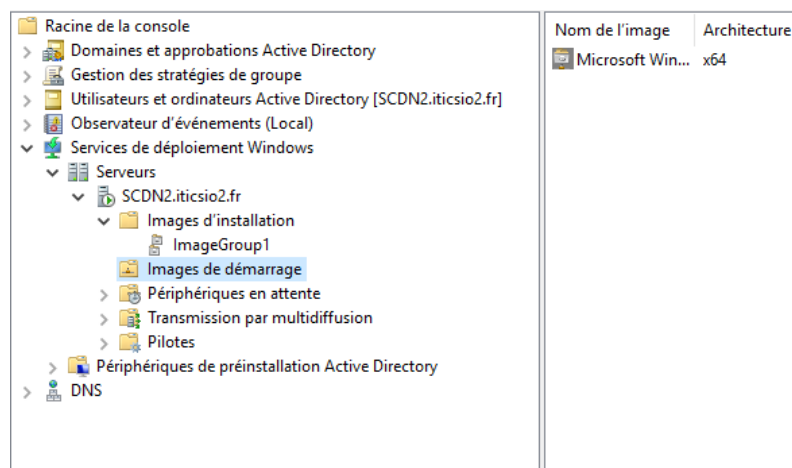 Racine de la console
Domaines et approbations Active Directory
Gestion des stratégies de groupe
Utilisateurs et ordinateurs Active Directory [SCDN2.iticsio2.fr]
Observateur d'événements (Local)
Services de déploiement Windows
Serveurs
SCDN2.iticsio2.fr
Images d'installation
ImageGroup1
Images de démarrage
Périphériques en attente
Transmission par multidiffusion
Pilotes
Périphériques de préinstallation Active Directory
DNS
Nom de l'image Architecture
Microsoft Win... x64